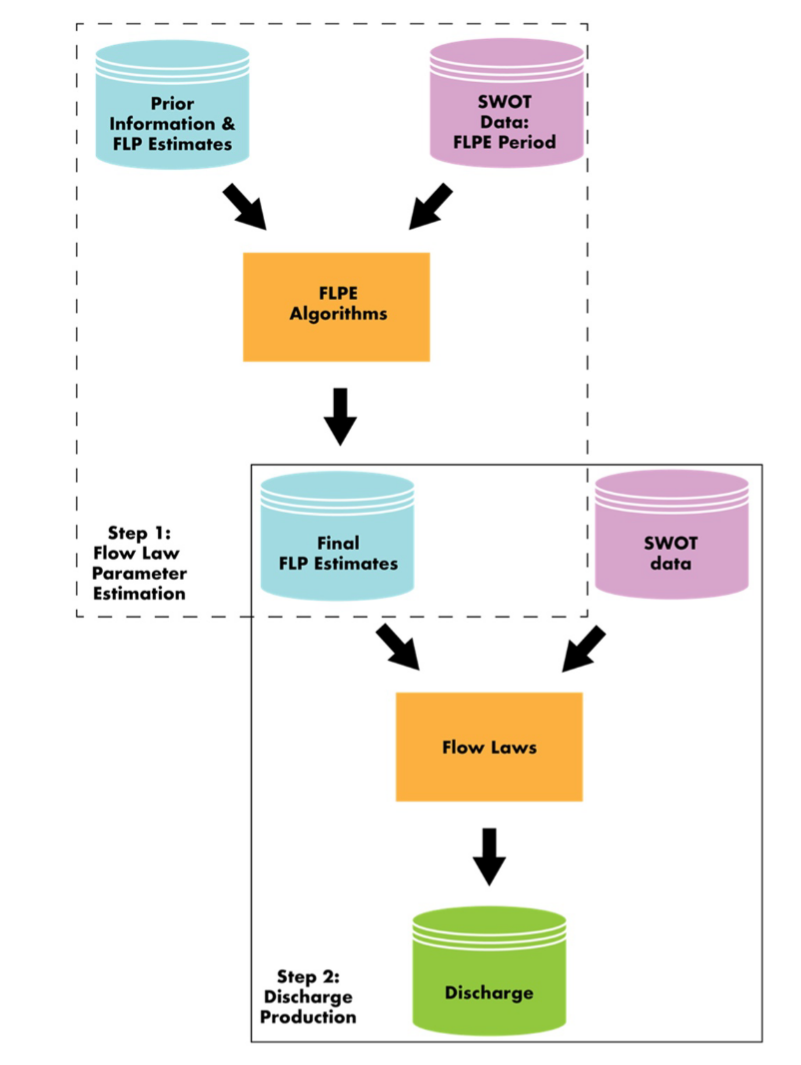 Prior
Information &
FLP Estimates
SWOT
Data:
FLPE Period
FLPE
Algorithms
Step 1:
Flow Law
Parameter
Estimation
Final
FLP Estimates
SWOT
data
Flow Laws
Step 2:
Discharge
Production
Discharge